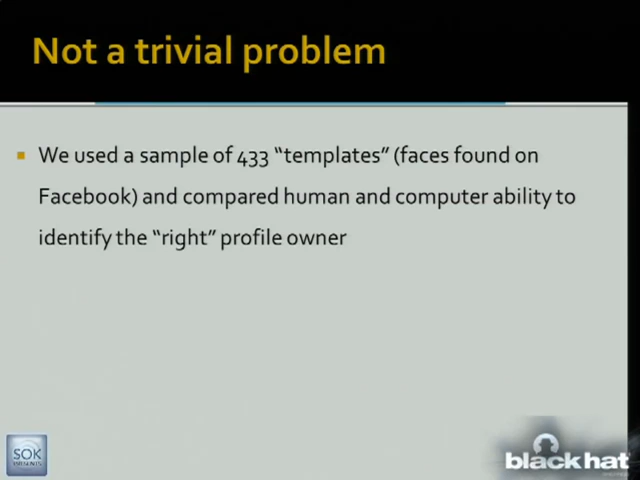 Not a trivial problem
We used a sample of 433 “templates” (faces found on
Facebook) and compared human and computer ability to
identify the “right” profile owner
SOK
black hat